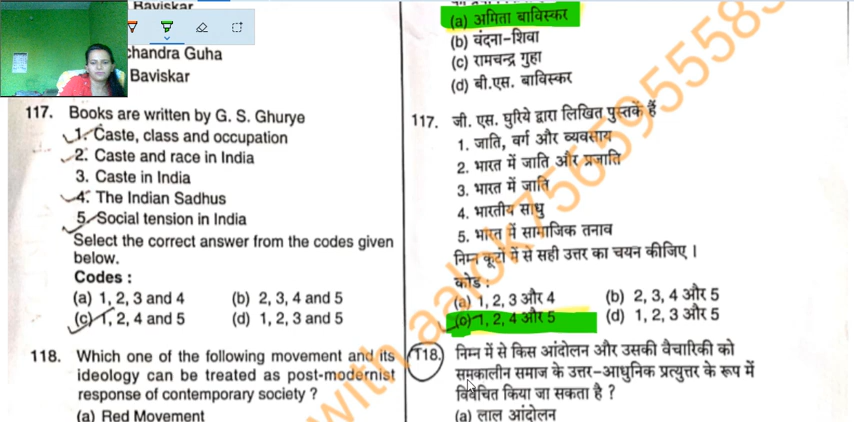 Baviskar
chandra Guha
Baviskar
117. Books are written by G. S. Ghurye
1. Caste, class and occupation
2. Caste and race in India
3. Caste in India
4. The Indian Sadhus
5. Social tension in India
Select the correct answer from the codes given
below.
Codes :
(a) 1, 2, 3 and 4 (b) 2, 3, 4 and 5
(c) 1, 2, 4 and 5 (d) 1, 2, 3 and 5
118. Which one of the following movement and its
ideology can be treated as post-modernist
response of contemporary society ?
(a) Red Movement
(a) अमिता बाविस्कर
(b) वंदना-शिवा
(c) रामचन्द्र गुहा
(d) बी.एस. बाविस्कर
117. जी. एस. घुरिये द्वारा लिखित पुस्तकें हैं
1. जाति, वर्ग और व्यवसाय
2. भारत में जाति और प्रजाति
3. भारत में जाति
4. भारतीय साधु
5. भारत में सामाजिक तनाव
निम्न कूटों में से सही उत्तर का चयन कीजिए ।
कोड :
(a) 1, 2, 3 और 4 (b) 2, 3, 4 और 5
(c) 1, 2, 4 और 5 (d) 1, 2, 3 और 5
118. निम्न में से किस आंदोलन और उसकी वैचारिकी को
समकालीन समाज के उत्तर-आधुनिक प्रत्युत्तर के रूप में
विवेचित किया जा सकता है ?
(a) लाल आंदोलन
with aalok7565955585